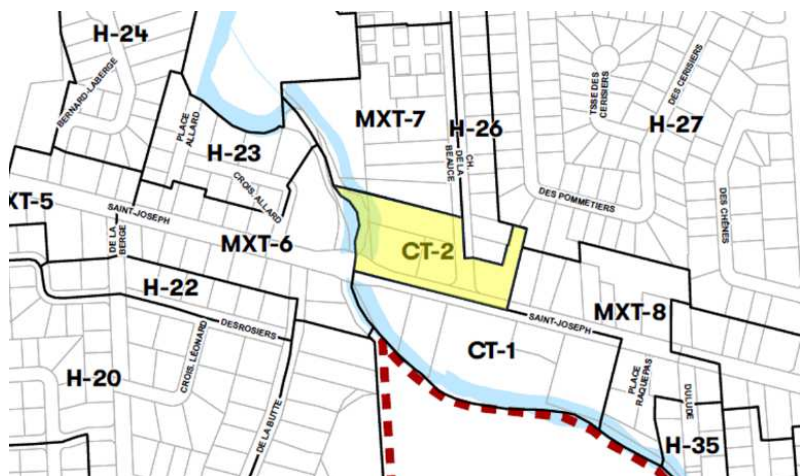 H-24
BERNARD-LABERGE
PLACE
ALLARD
H-23
CROIS. ALLARD
MXT-7
H-26
CH.
DE LA
BEAUCE
TSSE DES
CERISIERS
DES CERISIERS
H-27
DES POMMETIERS
DES CHÊNES
XT-5
SAINT-JOSEPH
DE LA
BERGE
MXT-6
CT-2
H-22
DESROSIERS
CROIS. LÉONARD
H-20
DE LA BUTTE
CT-1
SAINT-JOSEPH
MXT-8
PLACE
RAQUEPAS
DULUDE
H-35